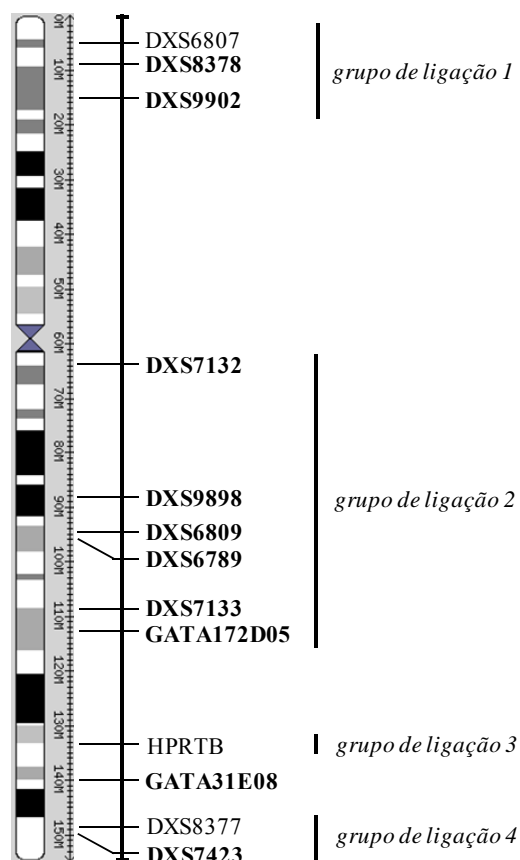 0M
DXS6807
DXS8378
10M
grupo de ligação 1
DXS9902
20M
30M
40M
50M
60M
DXS7132
70M
80M
90M
DXS9898
grupo de ligação 2
DXS6809
100M
DXS6789
110M
DXS7133
GATA172D05
120M
130M
HPRTB
grupo de ligação 3
140M
GATA31E08
150M
DXS8377
grupo de ligação 4
DXS7423